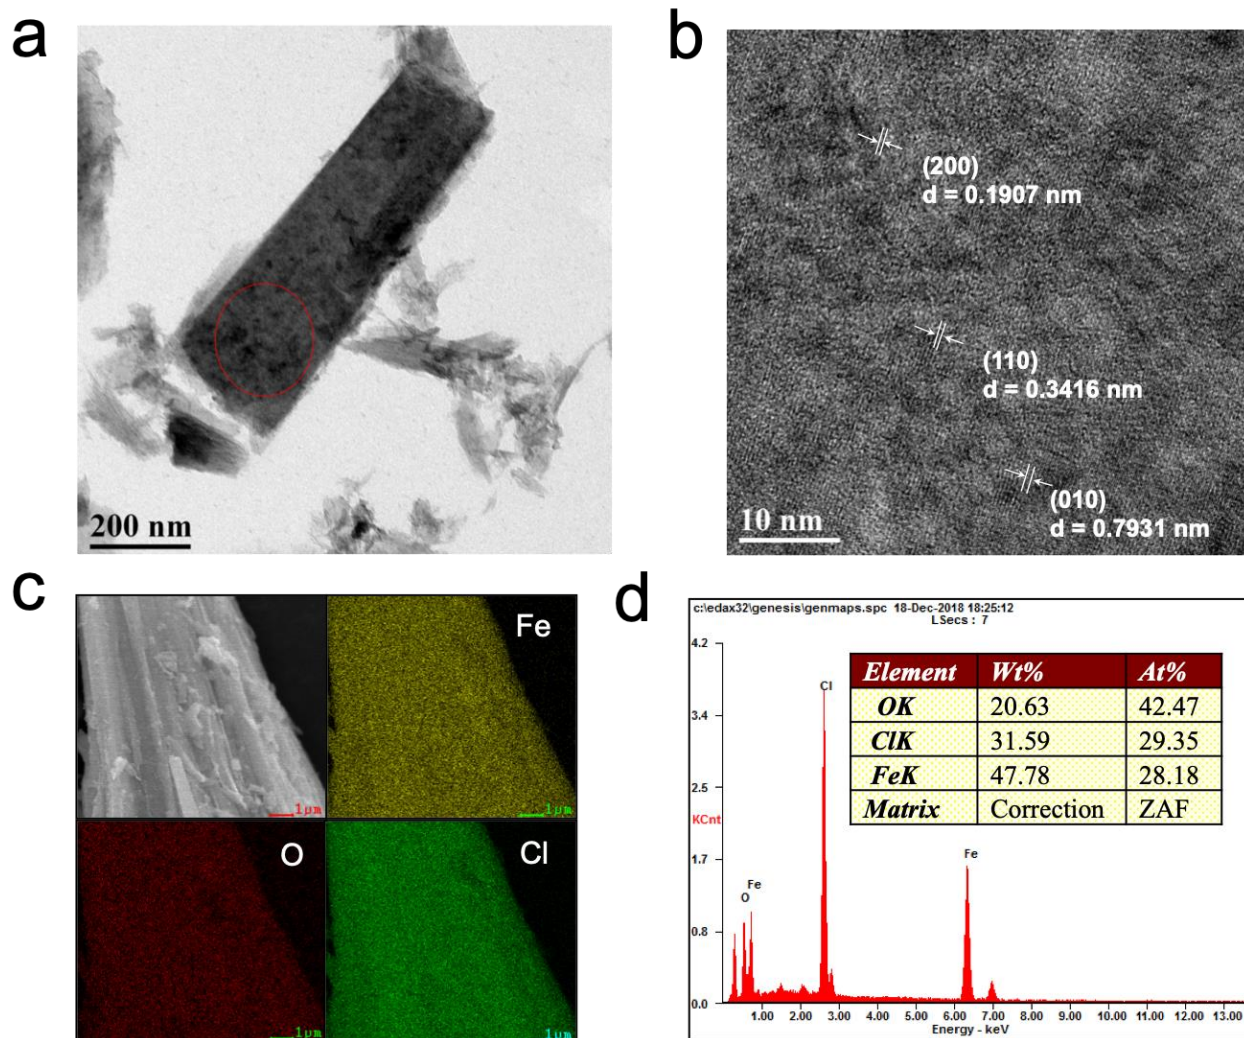 a
200 nm
b
(200)
d = 0.1907 nm
(110)
d = 0.3416 nm
(010)
d = 0.7931 nm
10 nm
c
1μm
Fe
1μm
O
1μm
Cl
1μm
d
c:\edax32\genesis\genmaps.spc 18-Dec-2018 18:25:12
LSecs : 7
4.2
3.4
2.5
KCnt
1.7
0.8
0.0
O
Fe
Cl
Fe
1.00 2.00 3.00 4.00 5.00 6.00 7.00 8.00 9.00 10.00 11.00 12.00 13.00
Energy - keV
Element Wt% At%
OK 20.63 42.47
ClK 31.59 29.35
FeK 47.78 28.18
Matrix Correction ZAF